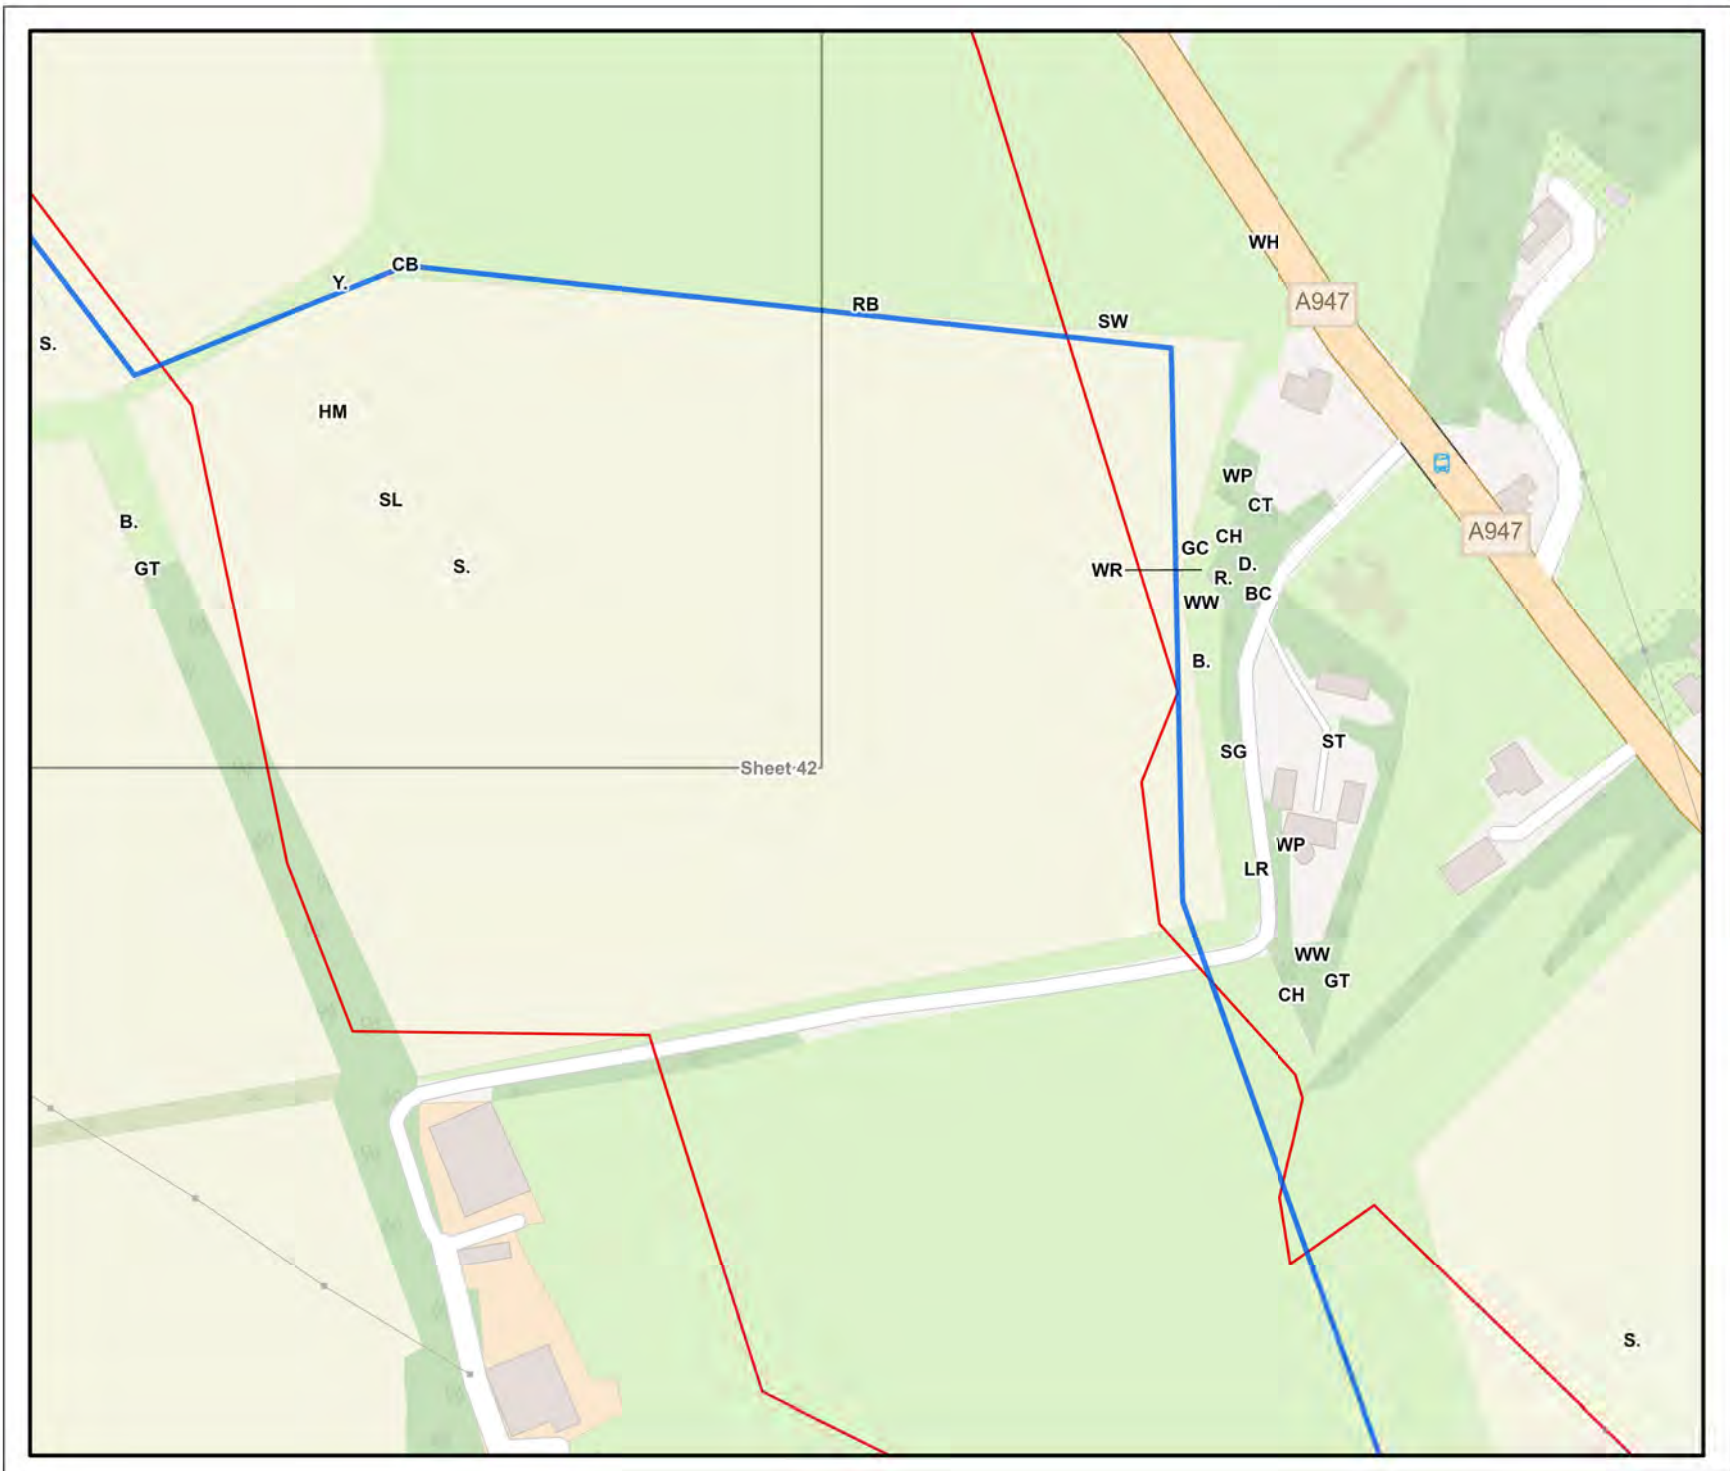 WH
CB
Y.
A947
RB
SW
S.
HM
WP
SL
CT
B.
A947
CH
GC
S.
GT
D.
WR
R.
BC
WW
B.
ST
SG
Sheet 42
WP
LR
WW
GT
CH
S.